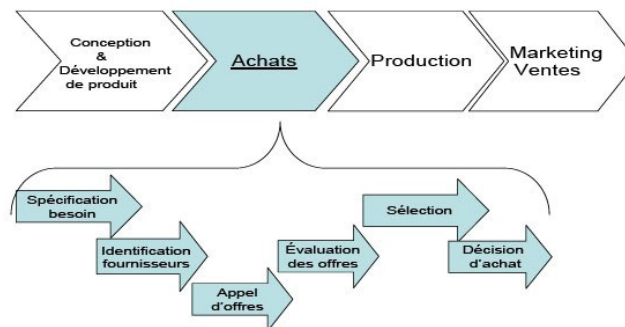 Conception
&
Développement
de produit
Achats
Production
Marketing
Ventes
Spécification
besoin
Identification
fournisseurs
Appel
d'offres
Évaluation
des offres
Sélection
Décision
d'achat